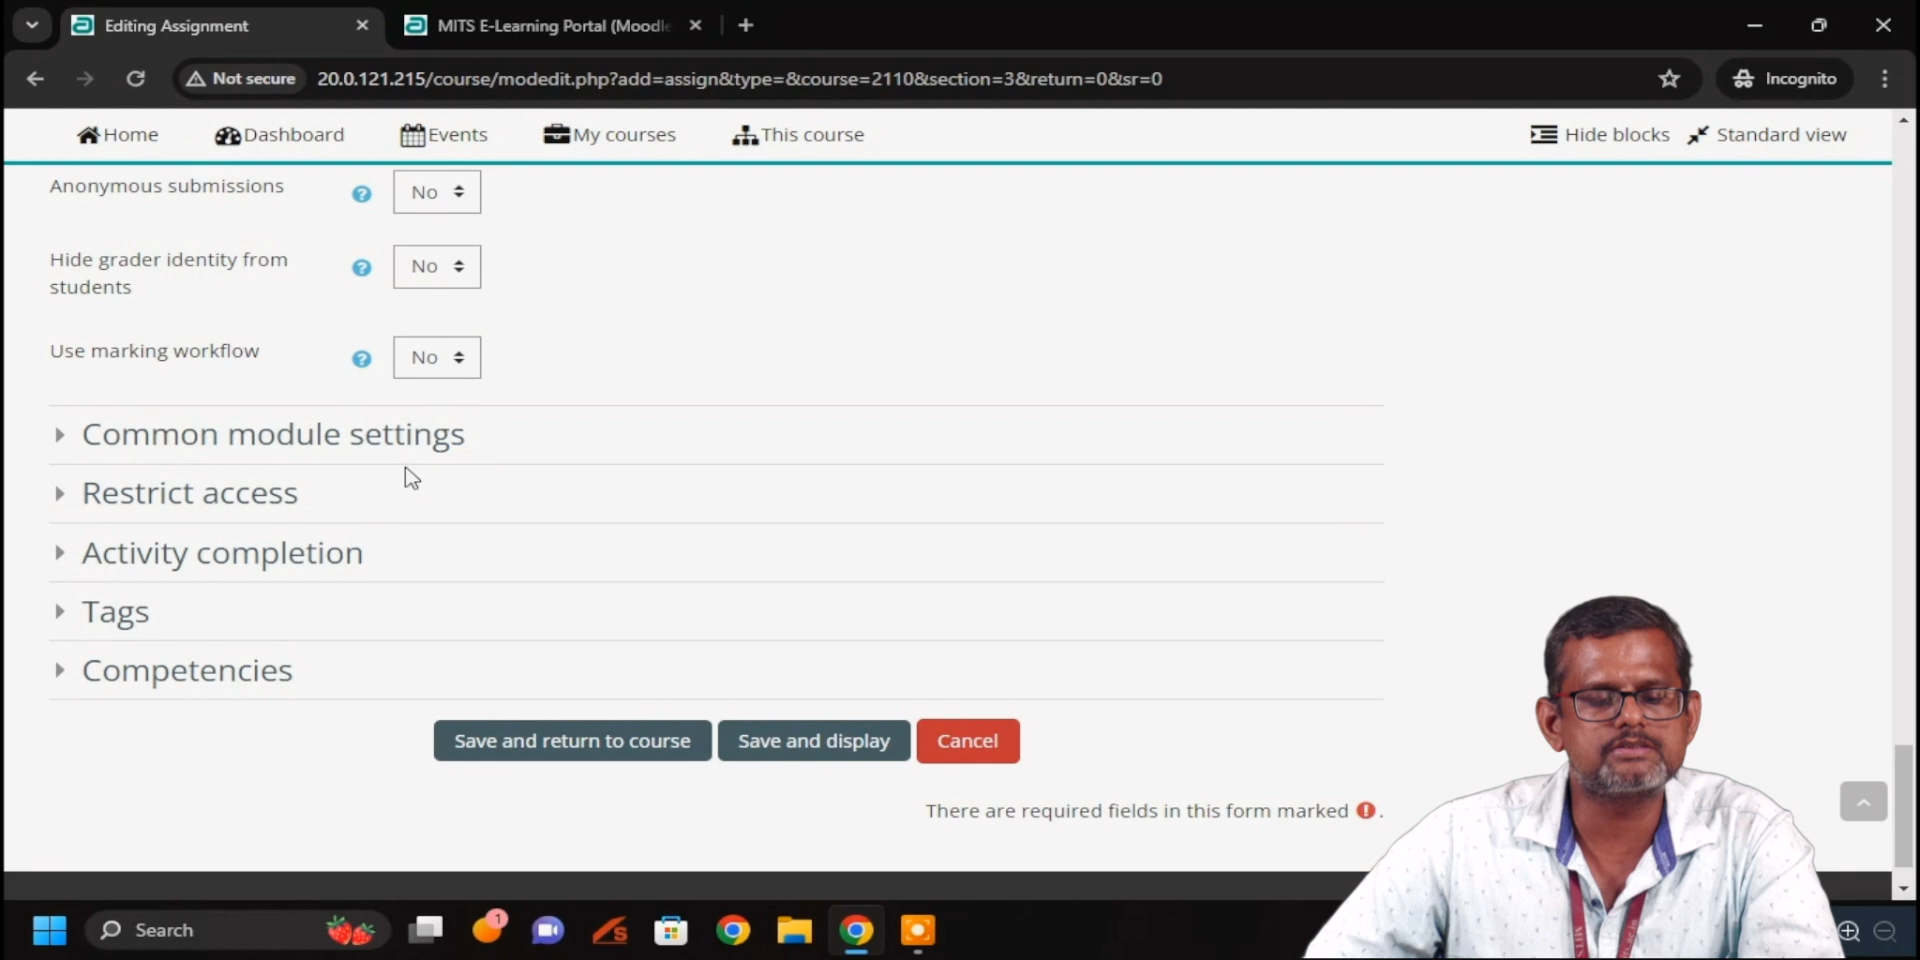 Editing Assignment
MITS E-Learning Portal (Moodle
Not secure
20.0.121.215/course/modedit.php?add=assign&type=&course=2110&section=3&return=0&sr=0
Incognito
Home
Dashboard
Events
My courses
This course
Hide blocks
Standard view
Anonymous submissions
No
Hide grader identity from
students
No
Use marking workflow
No
Common module settings
Restrict access
Activity completion
Tags
Competencies
Save and return to course
Save and display
Cancel
There are required fields in this form marked .
Search
1